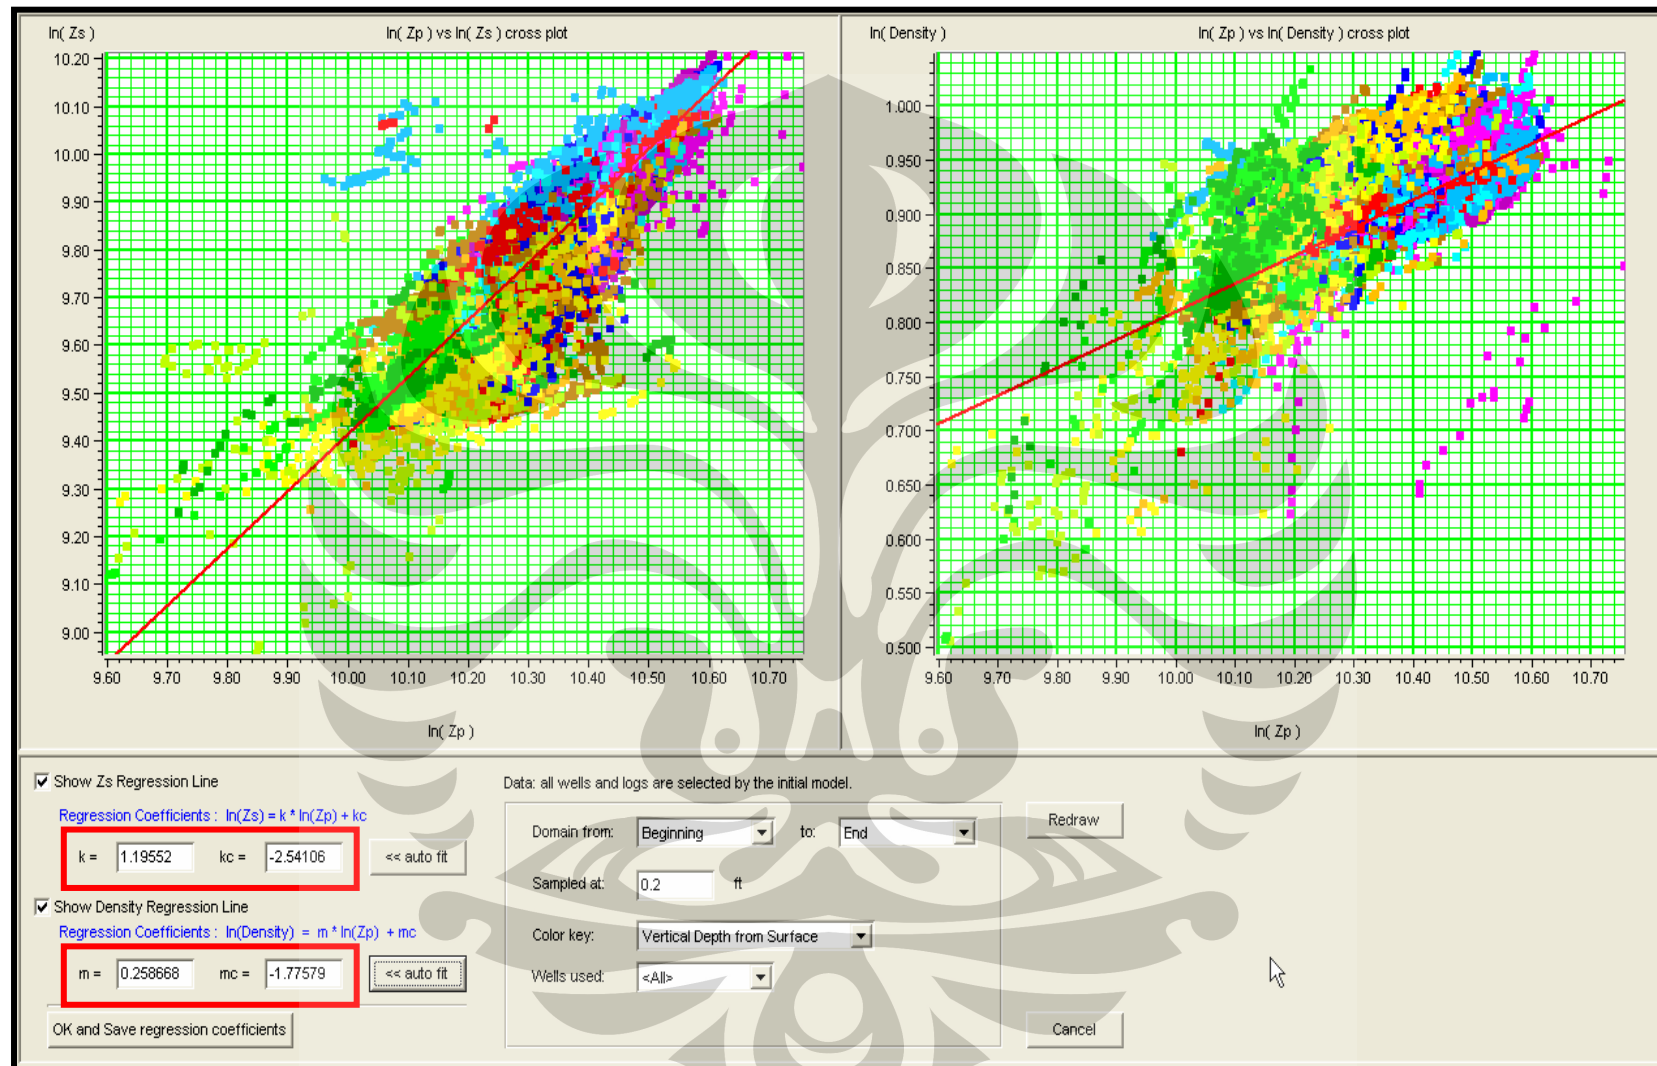 ln( Zs )
ln( Zp ) vs ln( Zs ) cross plot
10.20
10.10
10.00
9.90
9.80
9.70
9.60
9.50
9.40
9.30
9.20
9.10
9.00
9.60 9.70 9.80 9.90 10.00 10.10 10.20 10.30 10.40 10.50 10.60 10.70
ln( Zp )
ln( Density )
ln( Zp ) vs ln( Density ) cross plot
1.000
0.950
0.900
0.850
0.800
0.750
0.700
0.650
0.600
0.550
0.500
9.60 9.70 9.80 9.90 10.00 10.10 10.20 10.30 10.40 10.50 10.60 10.70
ln( Zp )
Show Zs Regression Line
Regression Coefficients : ln(Zs) = k * ln(Zp) + kc
k = 1.19552 kc = -2.54106 << auto fit
Show Density Regression Line
Regression Coefficients : ln(Density) = m * ln(Zp) + mc
m = 0.258668 mc = -1.77579 << auto fit
OK and Save regression coefficients
Data: all wells and logs are selected by the initial model.
Domain from: Beginning to: End
Sampled at: 0.2 ft
Color key: Vertical Depth from Surface
Wells used: <All>
Redraw
Cancel